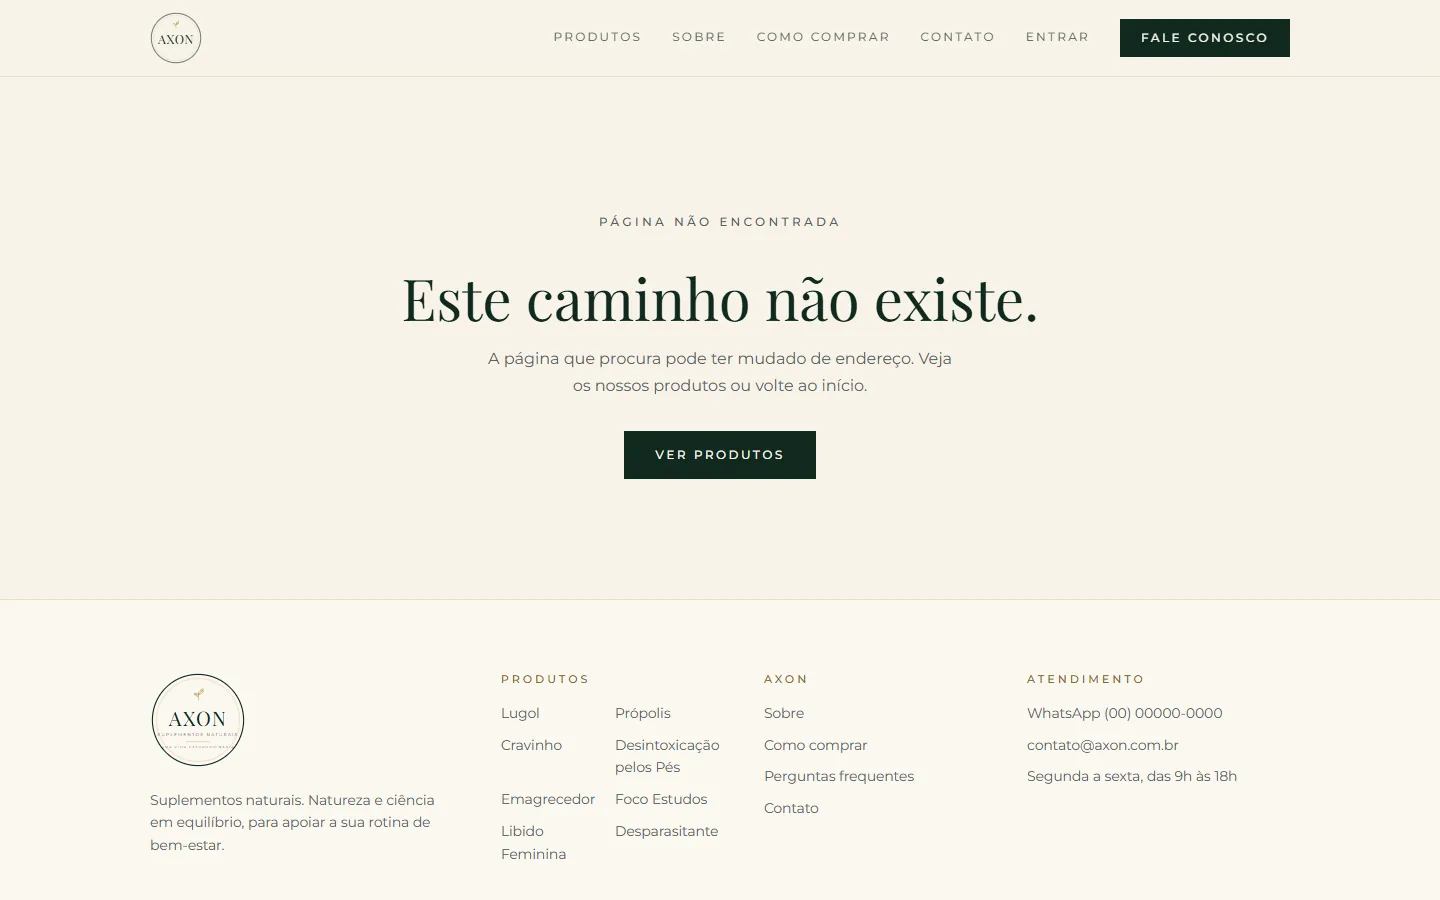 AXON
PRODUTOS
SOBRE
COMO COMPRAR
CONTATO
ENTRAR
FALE CONOSCO
PÁGINA NÃO ENCONTRADA
Este caminho não existe.
A página que procura pode ter mudado de endereço. Veja
os nossos produtos ou volte ao início.
VER PRODUTOS
AXON
SUPLEMENTOS NATURAIS
Suplementos naturais. Natureza e ciência
em equilíbrio, para apoiar a sua rotina de
bem-estar.
PRODUTOS
Lugol
Própolis
Cravinho
Desintoxicação
pelos Pés
Emagrecedor
Foco Estudos
Libido
Feminina
Desparasitante
AXON
Sobre
Como comprar
Perguntas frequentes
Contato
ATENDIMENTO
WhatsApp (00) 00000-0000
contato@axon.com.br
Segunda a sexta, das 9h às 18h